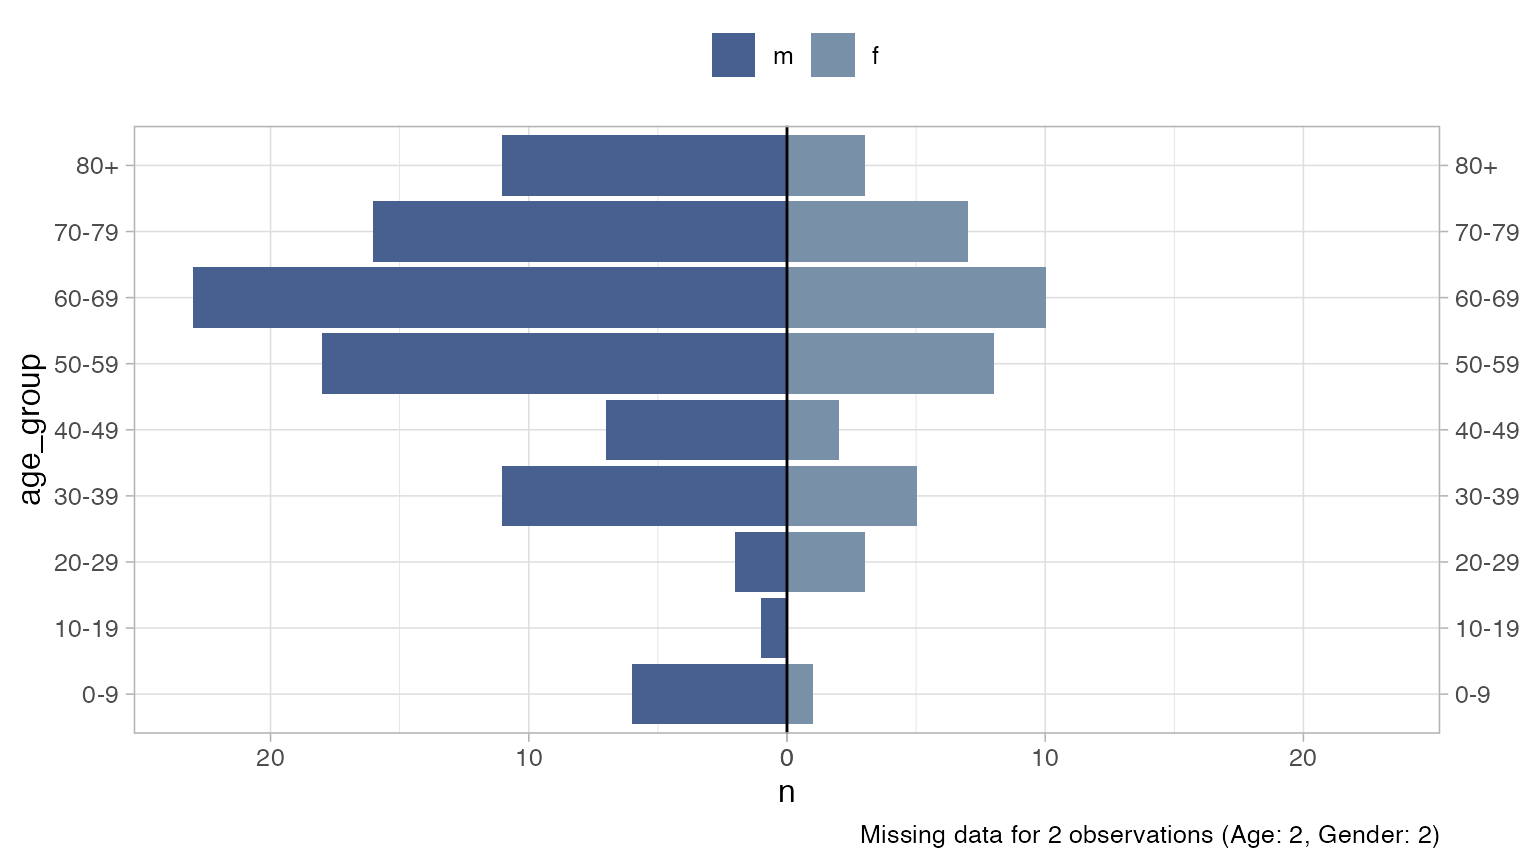 m f
80+ 80+
70-79 70-79
60-69 60-69
50-59 50-59
40-49 40-49
30-39 30-39
20-29 20-29
10-19 10-19
0-9 0-9
age_group
20 10 0 10 20
n
Missing data for 2 observations (Age: 2, Gender: 2)